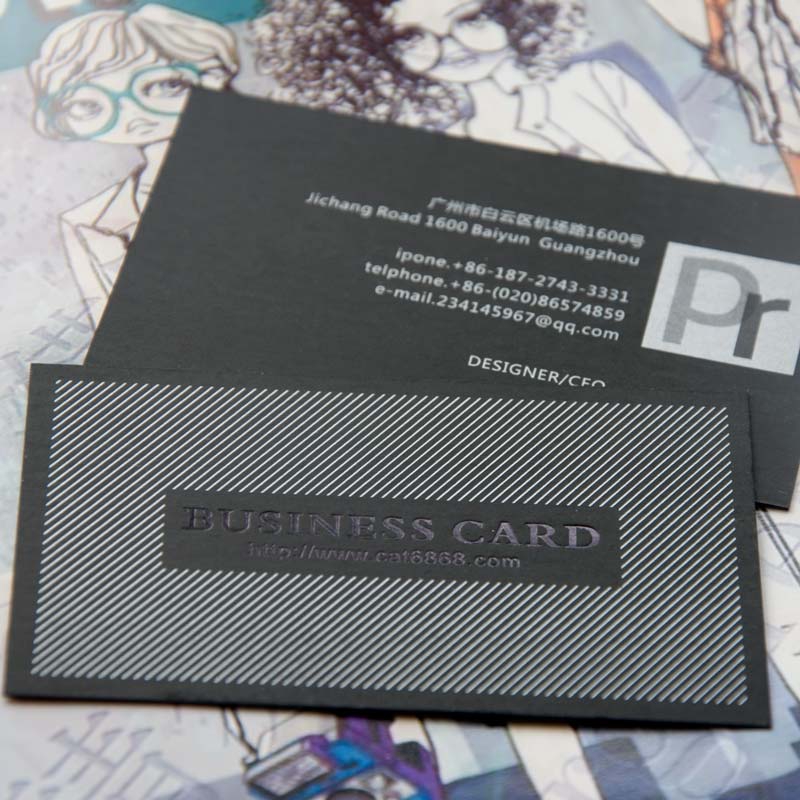 广州市白云区机场路1600号
Jichang Road 1600 Baiyun Guangzhou
ipone.+86-187-2743-3331
telphone.+86-(020)86574859
e-mail.234145967@qq.com
Pr
DESIGNER/CEO
BUSINESS CARD
http://www.cat6868.com